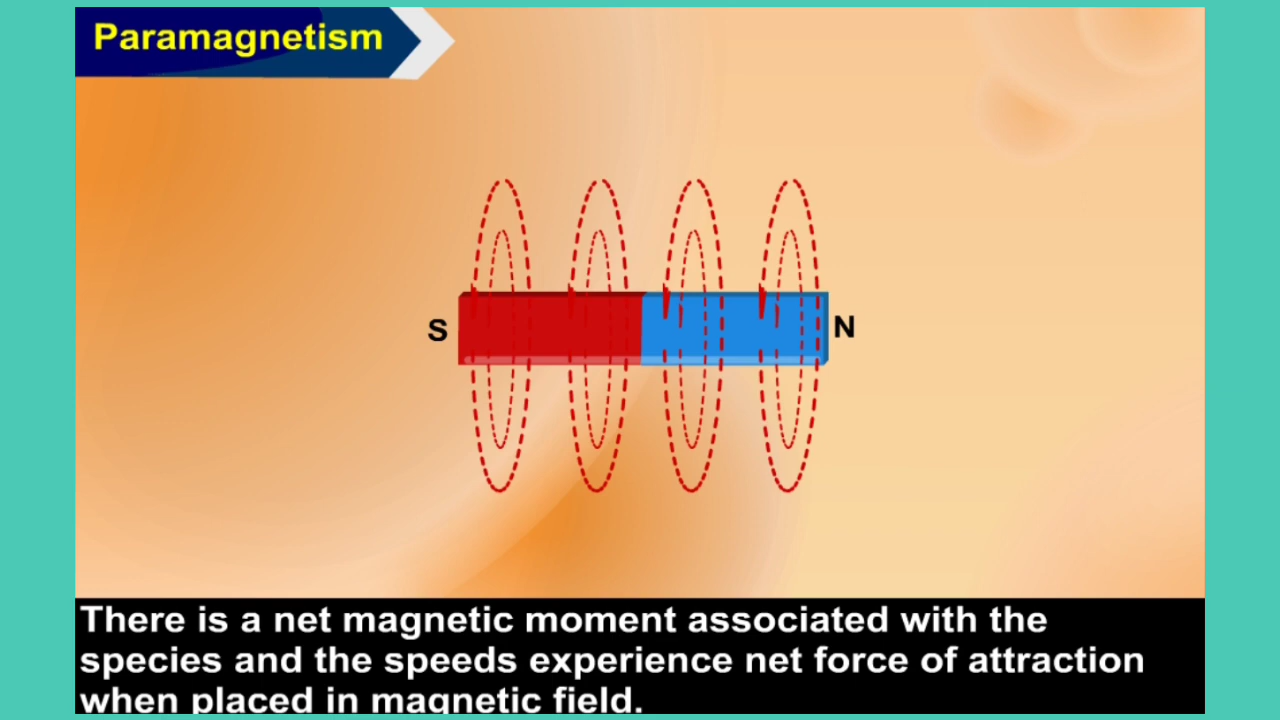 Paramagnetism
S
N
There is a net magnetic moment associated with the
species and the speeds experience net force of attraction
when placed in magnetic field.